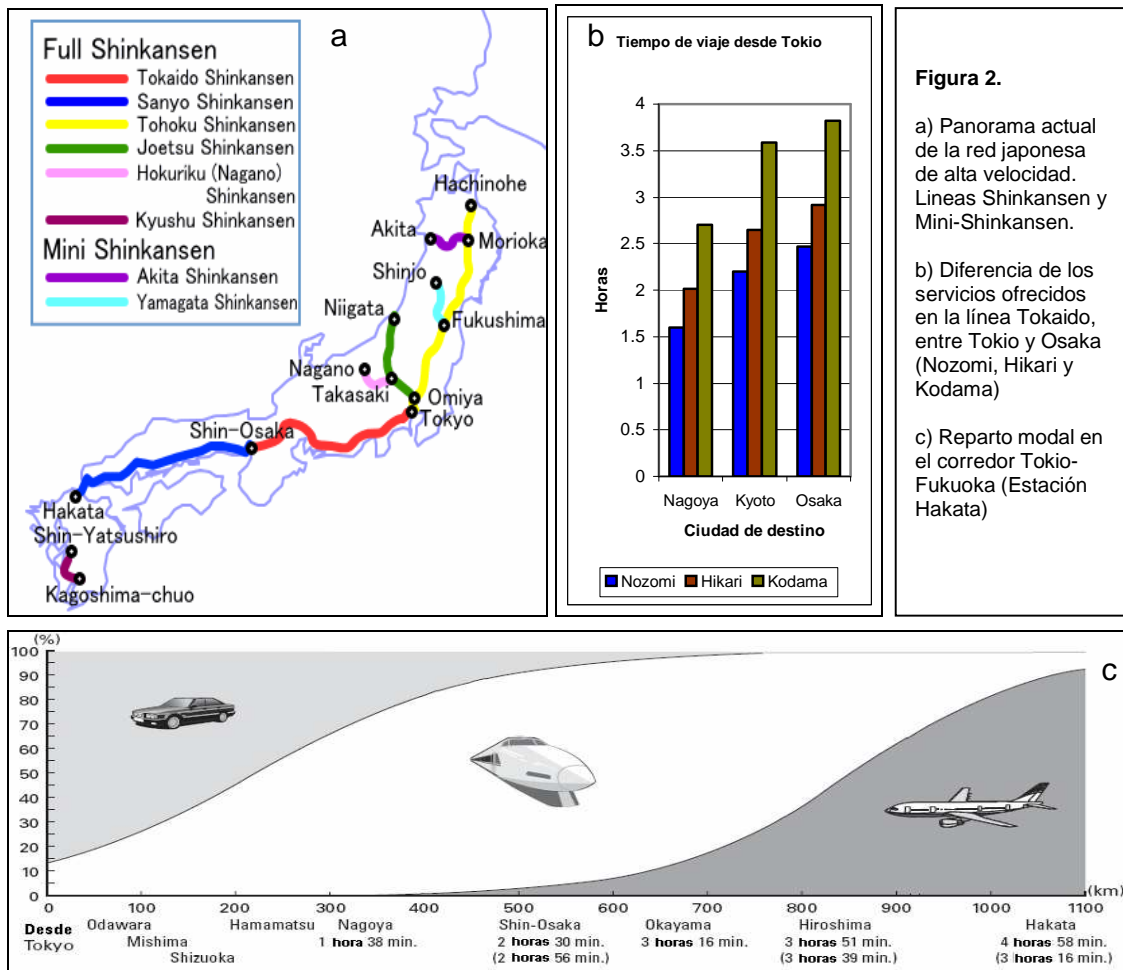 a
Full Shinkansen
Tokaido Shinkansen
Sanyo Shinkansen
Tohoku Shinkansen
Joetsu Shinkansen
Hokuriku (Nagano)
Shinkansen
Kyushu Shinkansen
Mini Shinkansen
Akita Shinkansen
Yamagata Shinkansen
Hachinohe
Akita
Morioka
Shinjo
Niigata
Fukushima
Nagano
Takasaki
Omiya
Tokyo
Shin-Osaka
Hakata
Shin-Yatsushiro
Kagoshima-chuo
b
Tiempo de viaje desde Tokio
4
3.5
3
2.5
2
1.5
1
0.5
0
Horas
Nagoya Kyoto Osaka
Ciudad de destino
Nozomi Hikari Kodama
Figura 2.
a) Panorama actual
de la red japonesa
de alta velocidad.
Lineas Shinkansen y
Mini-Shinkansen.
b) Diferencia de los
servicios ofrecidos
en la línea Tokaido,
entre Tokio y Osaka
(Nozomi, Hikari y
Kodama)
c) Reparto modal en
el corredor Tokio-
Fukuoka (Estación
Hakata)
c
(%)
100
90
80
70
60
50
40
30
20
10
0
(km)
0 100 200 300 400 500 600 700 800 900 1000 1100
Desde Odawara Hamamatsu Nagoya Shin-Osaka Okayama Hiroshima Hakata
Tokyo Mishima 1 hora 38 min. 2 horas 30 min. 3 horas 16 min. 3 horas 51 min. 4 horas 58 min.
Shizuoka (2 horas 56 min.) (3 horas 39 min.) (3 horas 16 min.)